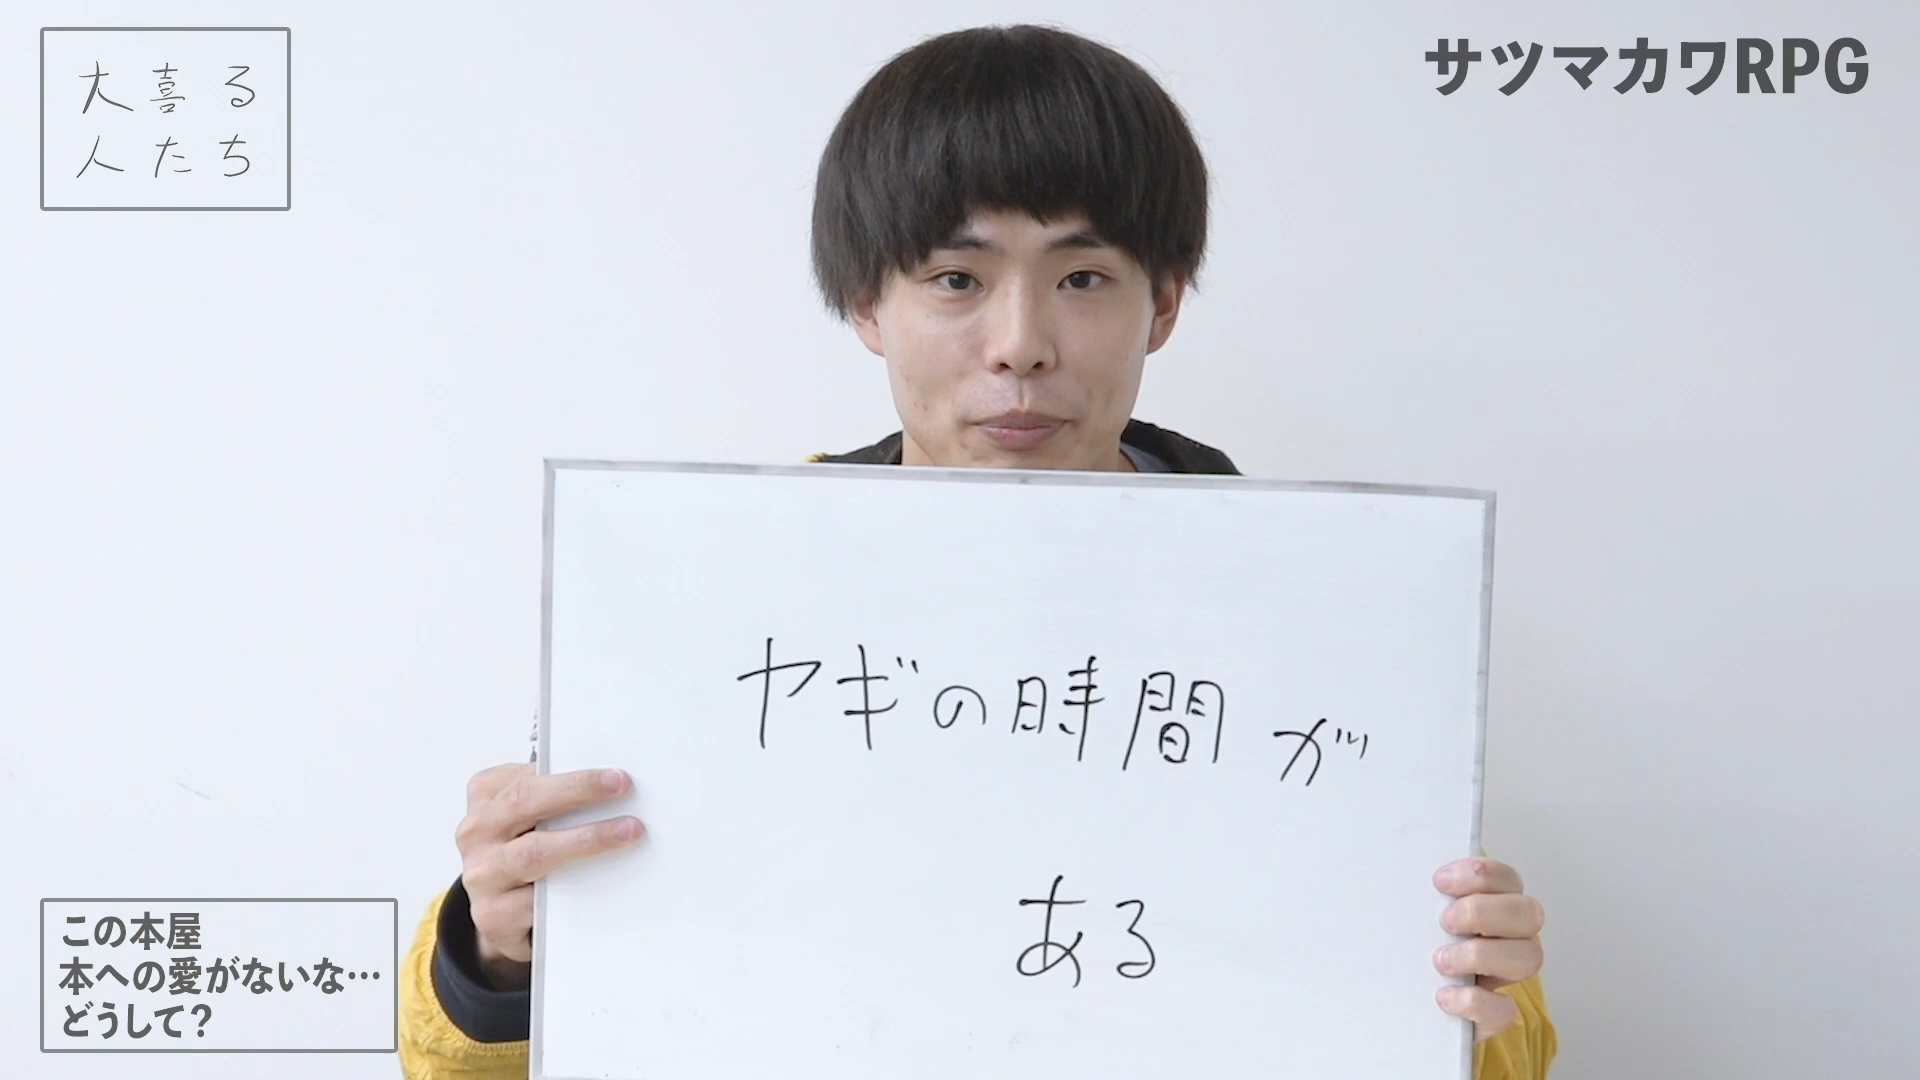 大喜る
人たち
サツマカワRPG
ヤギの時間が
ある
この本屋
本への愛がないな…
どうして？